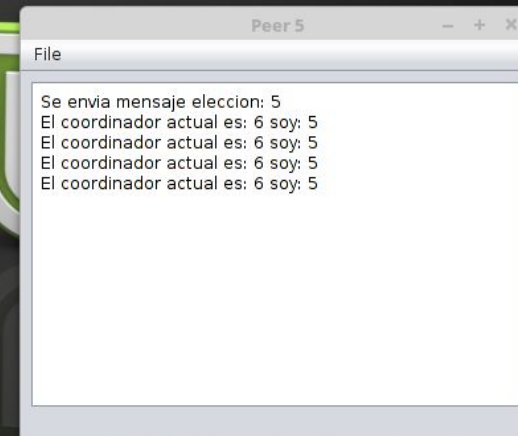 Peer 5
File
Se envia mensaje eleccion: 5
El coordinador actual es: 6 soy: 5
El coordinador actual es: 6 soy: 5
El coordinador actual es: 6 soy: 5
El coordinador actual es: 6 soy: 5